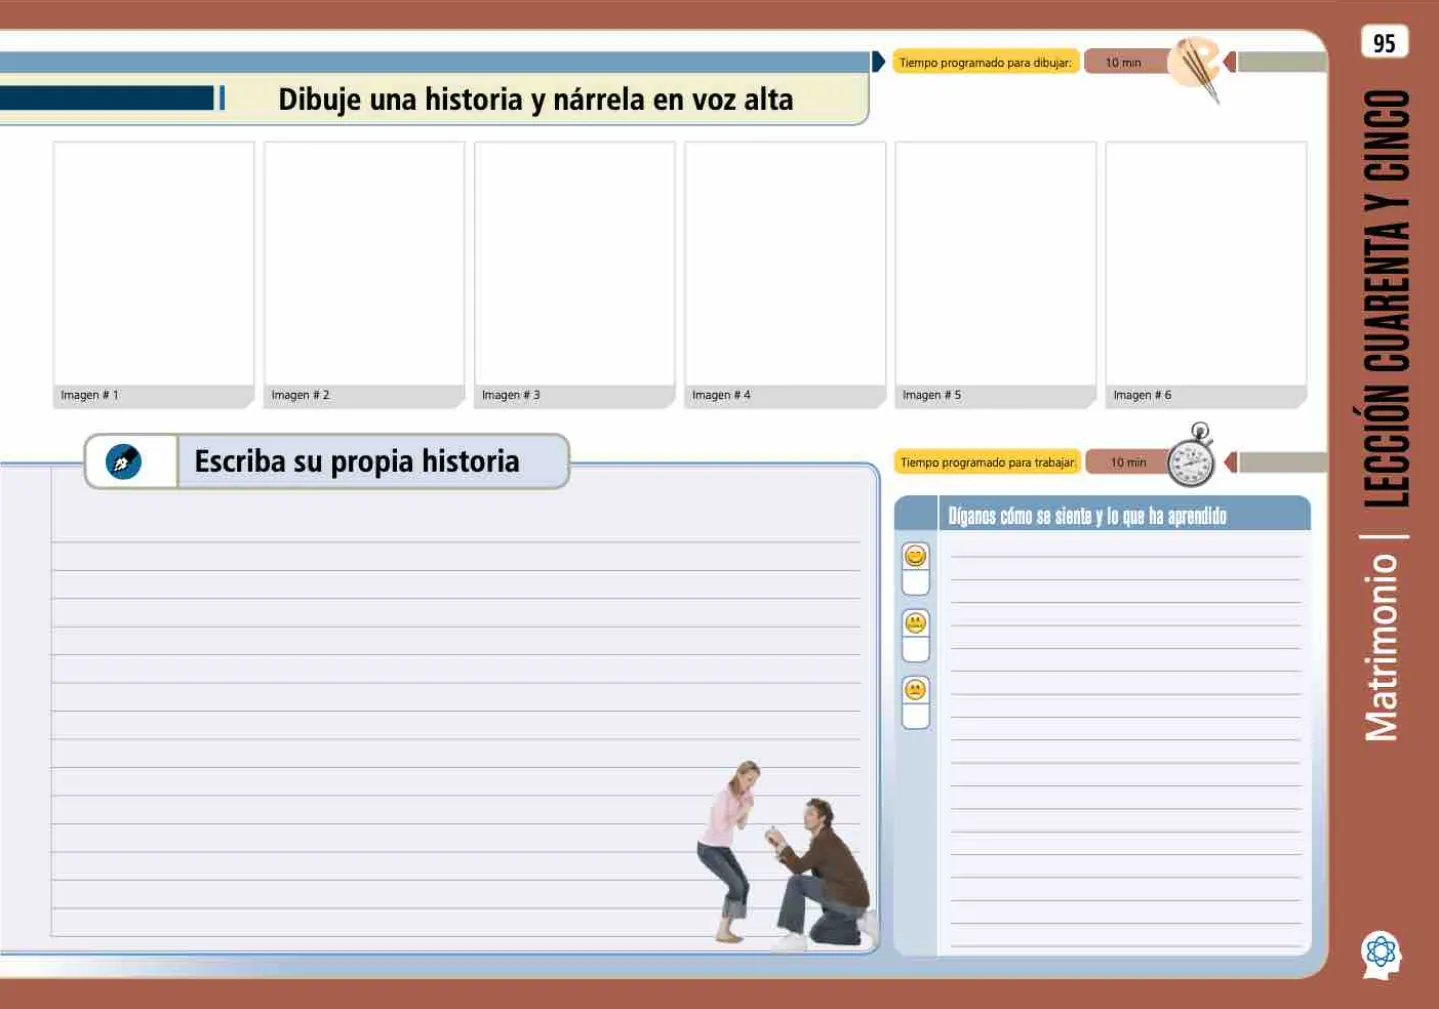 95
Tiempo programado para dibujar:
10 min
Dibuje una historia y nárrela en voz alta
Imagen # 1
Imagen # 2
Imagen # 3
Imagen # 4
Imagen # 5
Imagen # 6
Escriba su propia historia
Tiempo programado para trabajar:
10 min
Díganos cómo se siente y lo que ha aprendido
Matrimonio | LECCIÓN CUARENTA Y CINCO